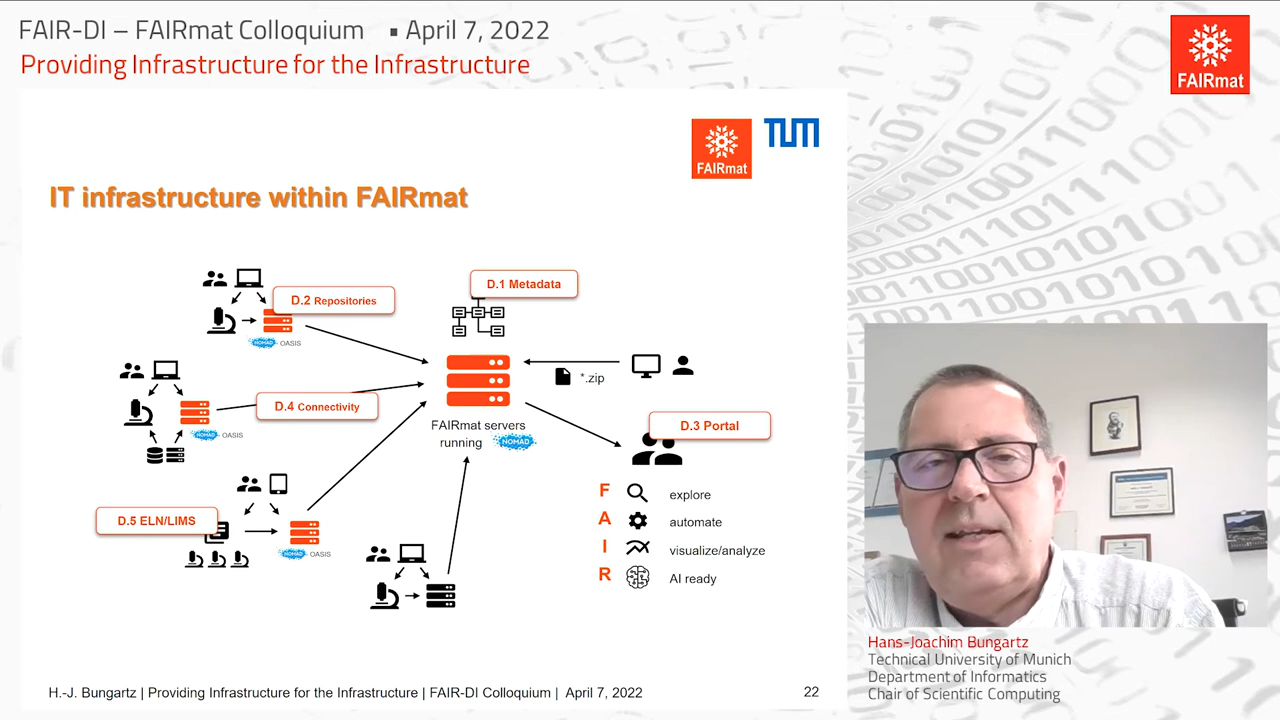 FAIR-DI – FAIRmat Colloquium ▪ April 7, 2022
Providing Infrastructure for the Infrastructure
FAIRmat
FAIRmat
TUM
IT infrastructure within FAIRmat
D.1 Metadata
D.2 Repositories
NOMAD OASIS
*.zip
D.4 Connectivity
NOMAD OASIS
FAIRmat servers
running NOMAD
D.3 Portal
D.5 ELN/LIMS
NOMAD OASIS
F explore
A automate
I visualize/analyze
R AI ready
H.-J. Bungartz | Providing Infrastructure for the Infrastructure | FAIR-DI Colloquium | April 7, 2022
22
Hans-Joachim Bungartz
Technical University of Munich
Department of Informatics
Chair of Scientific Computing